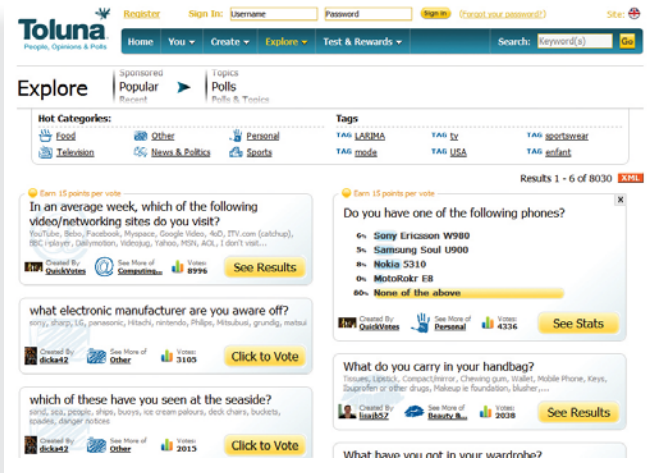 Toluna
People, Opinions & Polls
Register Sign In: Username Password Sign in (Forgot your password?) Site:
Home You Create Explore Test & Rewards Search: Keyword(s) Go
Explore
Sponsored
Popular
Recent
Topics
Polls
Polls & Topics
Hot Categories:
Food Other Personal
Television News & Politics Sports
Tags
TAG LARIMA TAG tv TAG sportswear
TAG mode TAG USA TAG enfant
Results 1 - 6 of 8030 XML
Earn 15 points per vote
In an average week, which of the following
video/networking sites do you visit?
YouTube, Bebo, Facebook, Myspace, Google Video, 4oD, ITV.com (catchup),
BBC i-player, Dailymotion, Videojug, Yahoo, MSN, AOL, I don't visit...
Created By QuickVotes
See More of Computing...
Votes: 8996
See Results
what electronic manufacturer are you aware off?
sony, sharp, LG, panasonic, Hitachi, nintendo, Philips, Mitsubusi, grundig, matsui
Created By dicka42
See More of Other
Votes: 3105
Click to Vote
which of these have you seen at the seaside?
sand, sea, people, ships, buoys, ice cream palours, deck chairs, buckets,
spades, danger notices
Created By dicka42
See More of Other
Votes: 2015
Click to Vote
Earn 15 points per vote
X
Do you have one of the following phones?
6% Sony Ericsson W980
5% Samsung Soul U900
8% Nokia 5310
0% MotoRokr E8
80% None of the above
Created By QuickVotes
See More of Personal
Votes: 4336
See Stats
What do you carry in your handbag?
Tissues, Lipstick, Compact/mirror, Chewing gum, Wallet, Mobile Phone, Keys,
Ibuprofen or other drugs, Makeup ie foundation, blusher,...
Created By lisajb57
See More of Beauty &...
Votes: 2038
See Results
What have you got in your wardrobe?